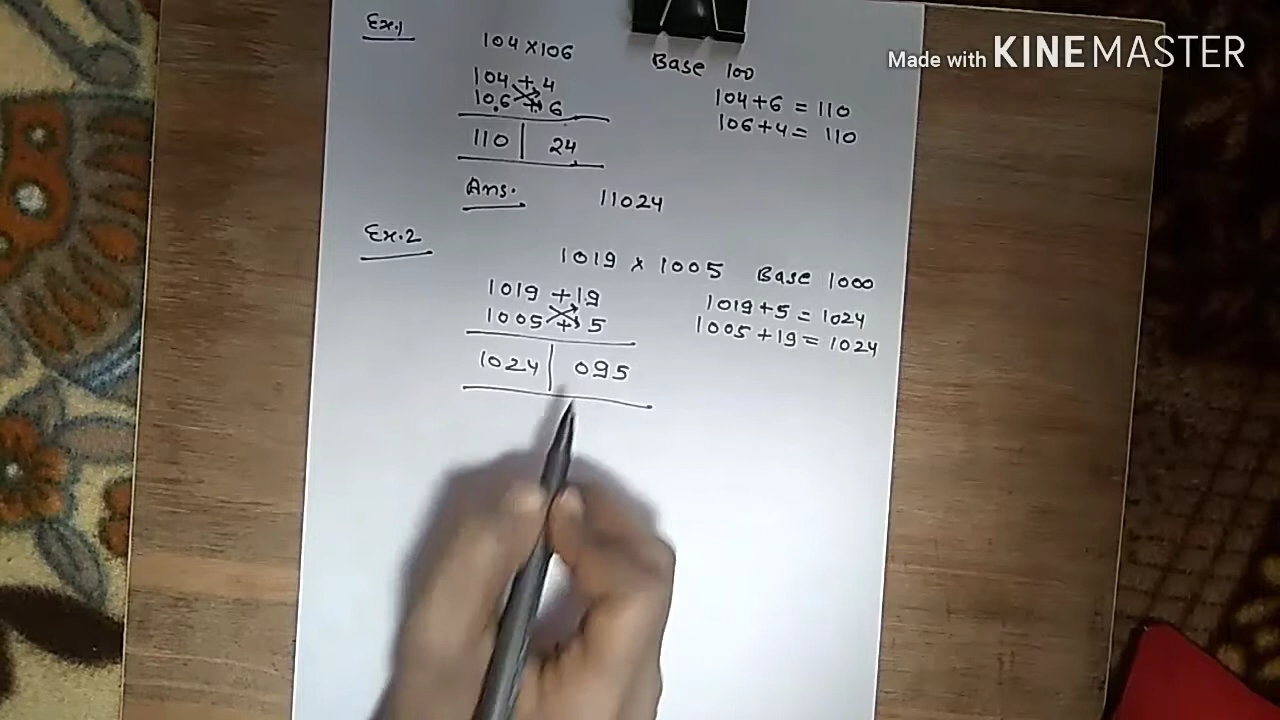 Made with KINEMASTER
Ex.1
104 x 106 Base 100
104 + 4
106 + 6
104+6 = 110
106+4 = 110
110 | 24
Ans. 11024
Ex.2
1019 x 1005 Base 1000
1019 + 19
1005 + 5
1019+5 = 1024
1005+19 = 1024
1024 | 095